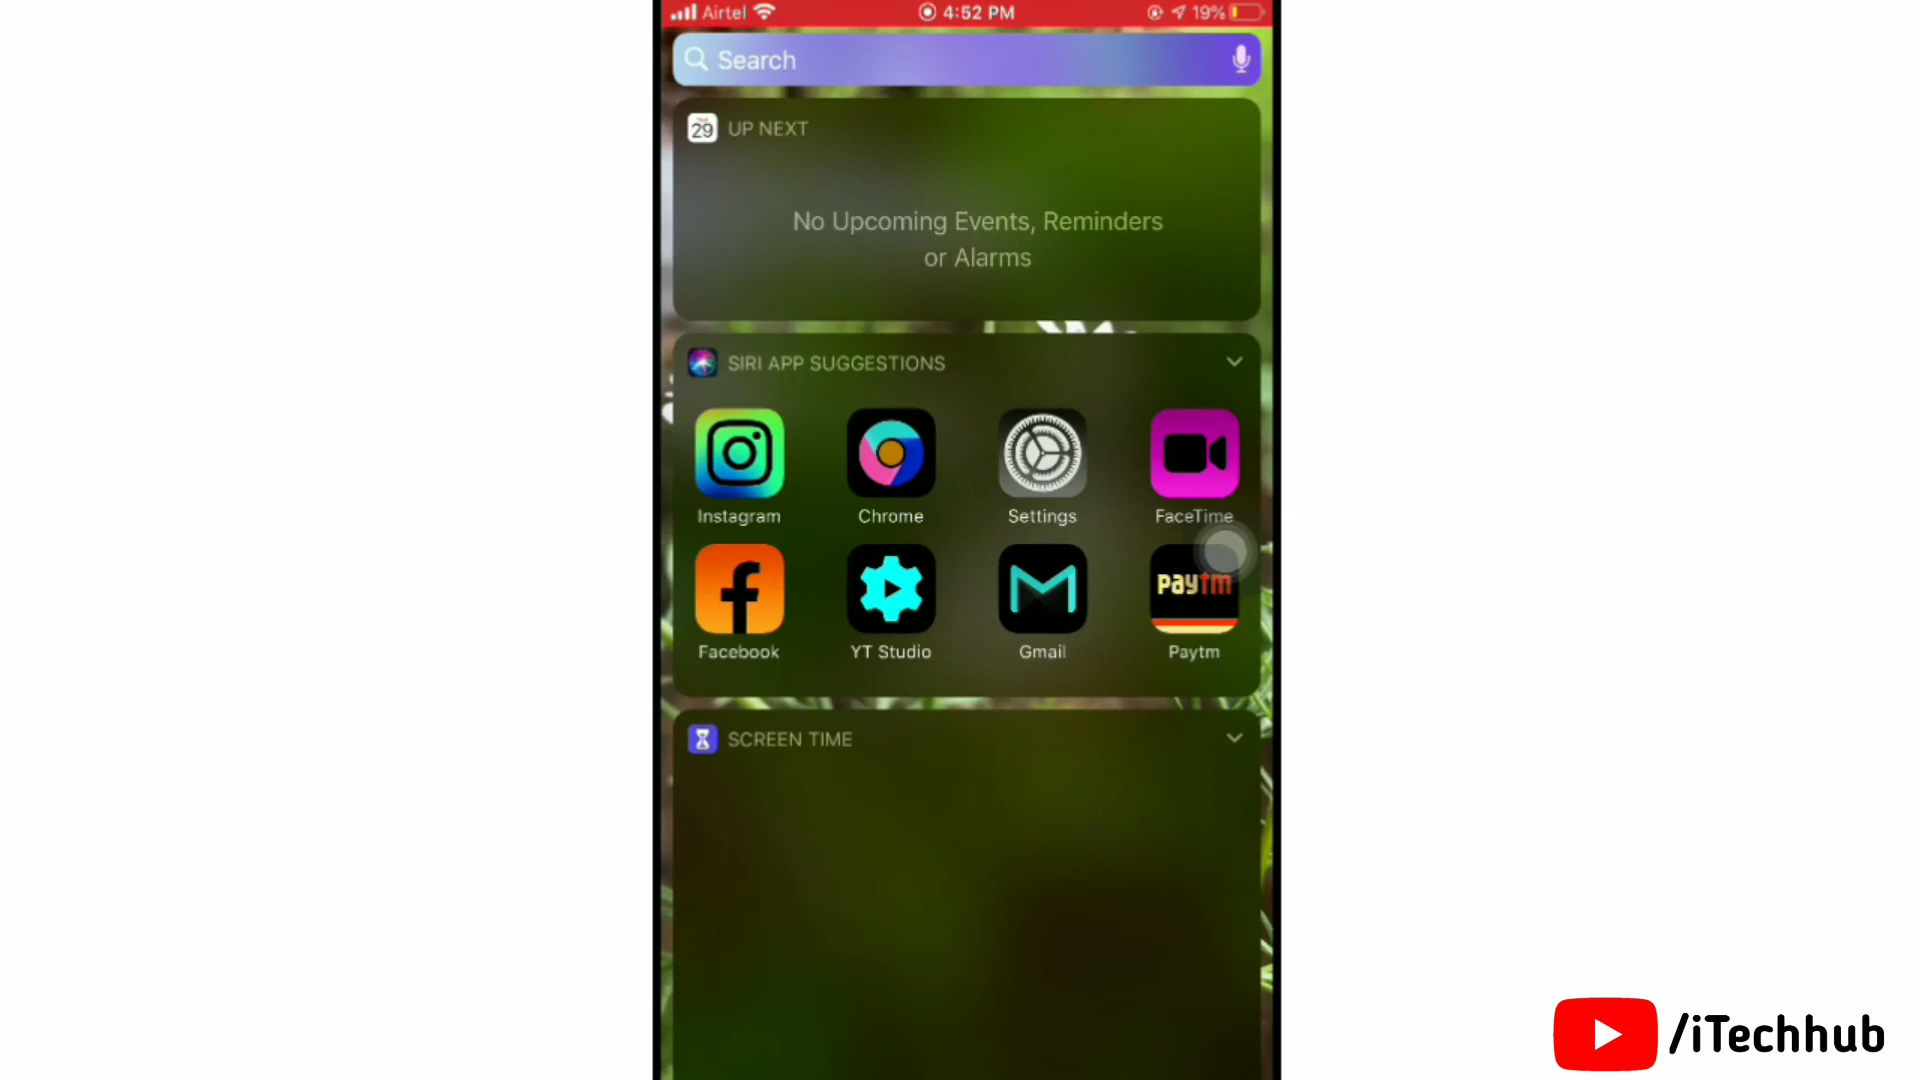 Airtel 4:52 PM 19%
Search
29 UP NEXT
No Upcoming Events, Reminders
or Alarms
SIRI APP SUGGESTIONS
Instagram Chrome Settings FaceTime
paytm
Facebook YT Studio Gmail Paytm
SCREEN TIME
/iTechhub